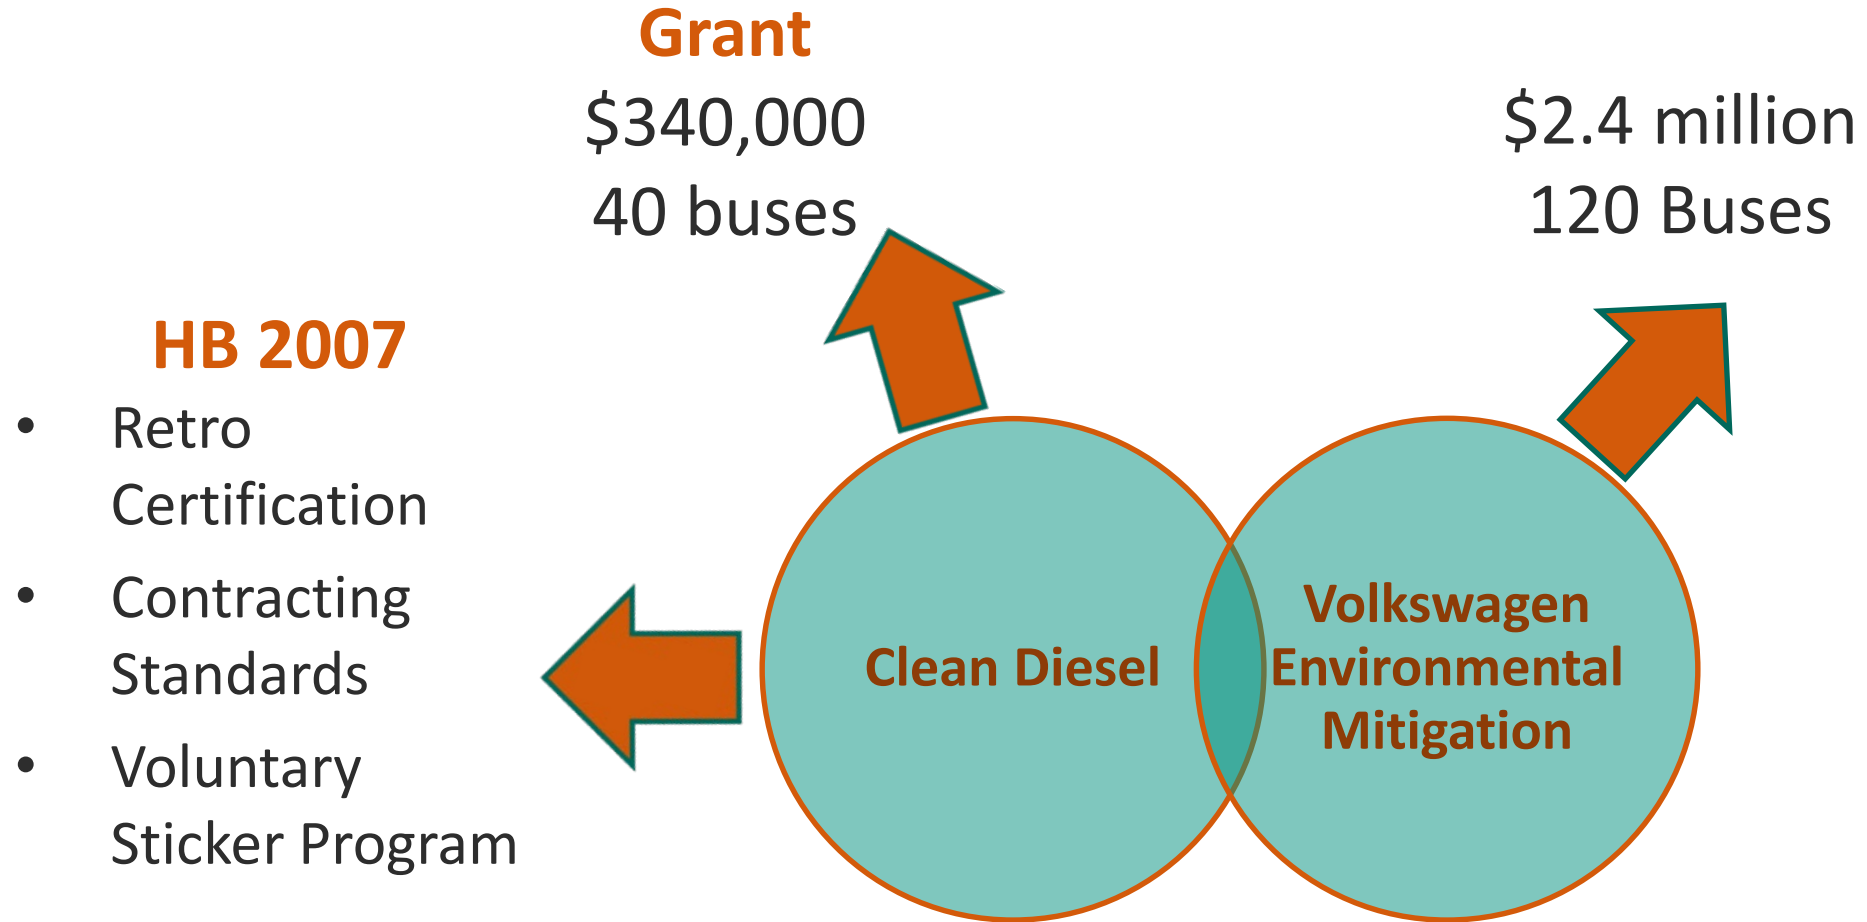 Grant
$340,000
40 buses
$2.4 million
120 Buses
HB 2007
• Retro
Certification
• Contracting
Standards
• Voluntary
Sticker Program
Clean Diesel
Volkswagen
Environmental
Mitigation